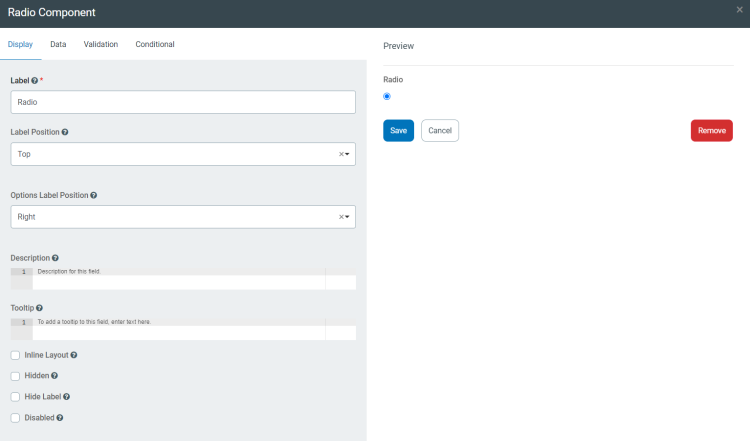 Radio Component
×
Display Data Validation Conditional
Label *
Radio
Label Position
Top
×
Options Label Position
Right
×
Description
1 Description for this field.
Tooltip
1 To add a tooltip to this field, enter text here.
Inline Layout
Hidden
Hide Label
Disabled
Preview
Radio
Save Cancel Remove